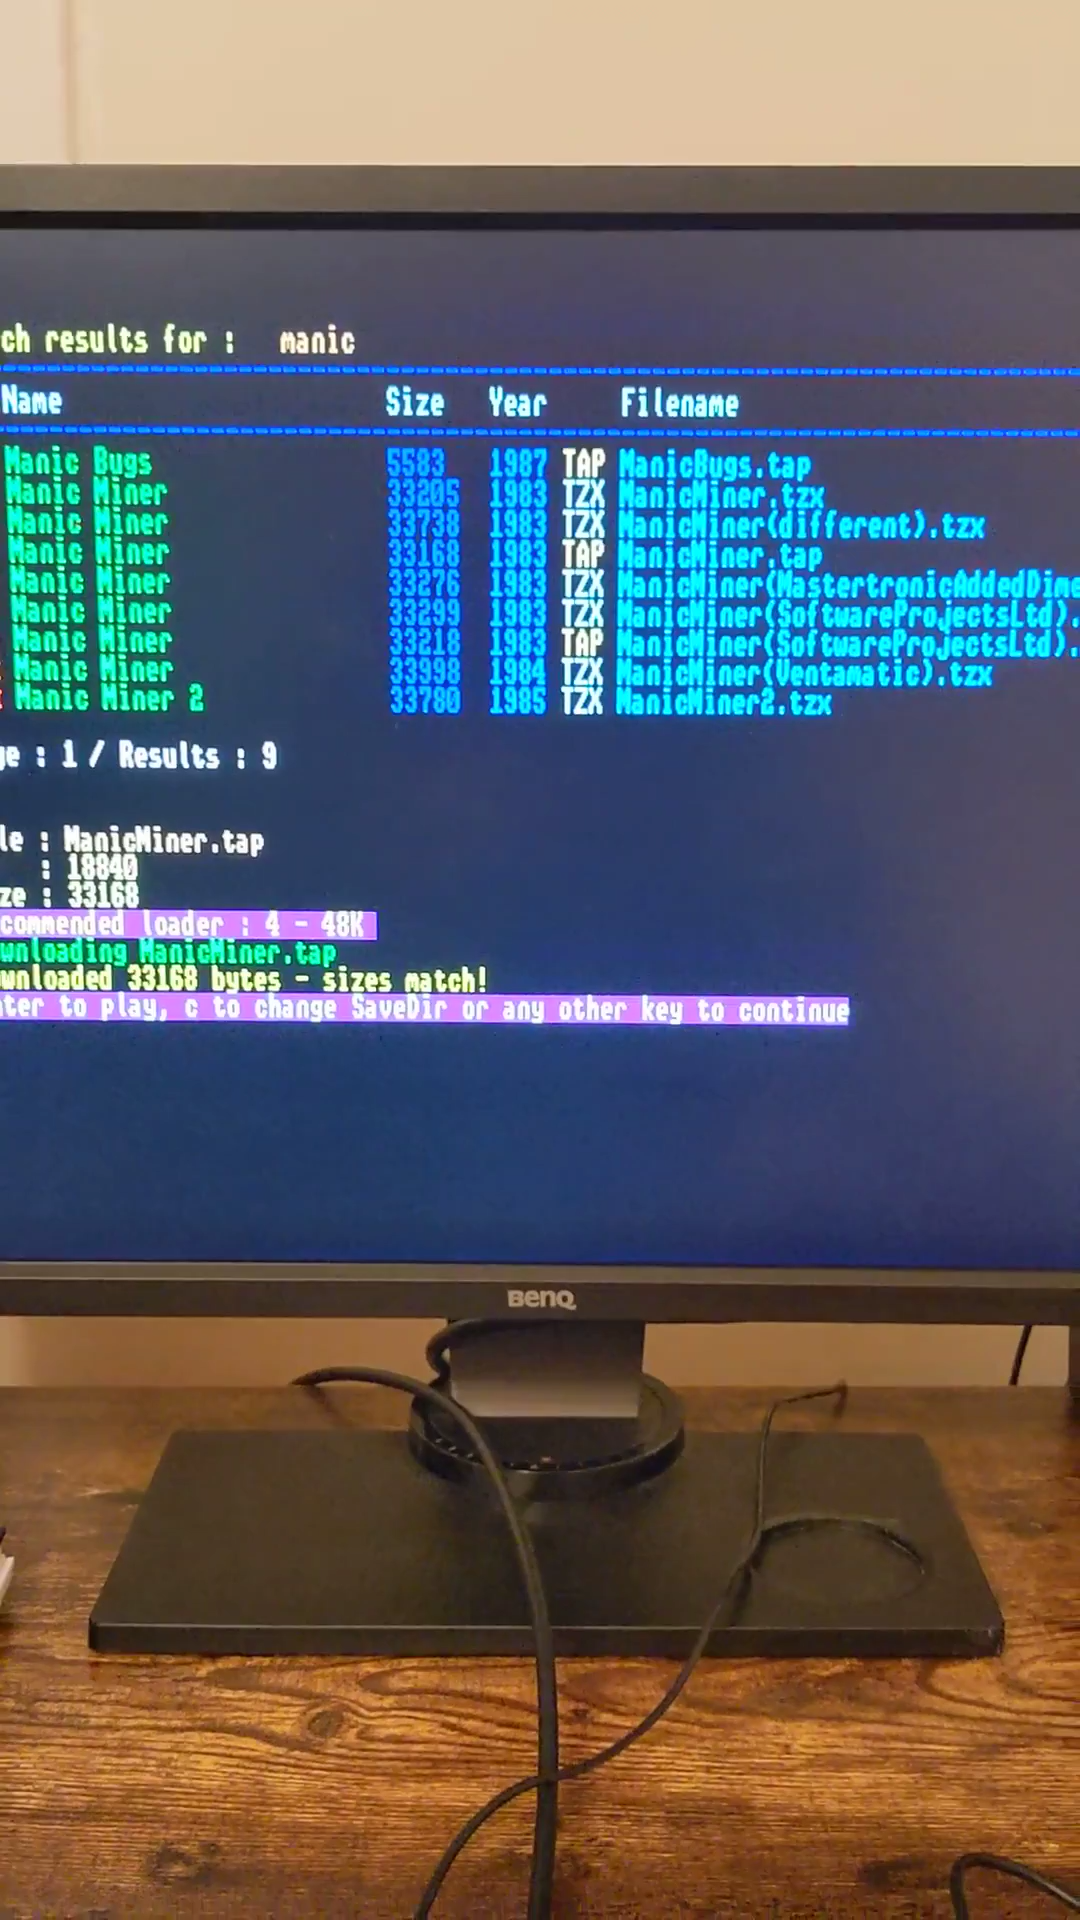 ch results for : manic
Name Size Year Filename
Manic Bugs 5583 1987 TAP ManicBugs.tap
Manic Miner 33205 1983 TZX ManicMiner.tzx
Manic Miner 33738 1983 TZX ManicMiner(different).tzx
Manic Miner 33168 1983 TAP ManicMiner.tap
Manic Miner 33276 1983 TZX ManicMiner(MastertronicAddedDime
Manic Miner 33299 1983 TZX ManicMiner(SoftwareProjectsLtd).
Manic Miner 33218 1983 TAP ManicMiner(SoftwareProjectsLtd).
Manic Miner 33998 1984 TZX ManicMiner(Ventamatic).tzx
Manic Miner 2 33780 1985 TZX ManicMiner2.tzx
ge : 1 / Results : 9
le : ManicMiner.tap
: 18840
ze : 33168
commended loader : 4 - 48K
wnloading ManicMiner.tap
wnloaded 33168 bytes - sizes match!
ter to play, c to change SaveDir or any other key to continue
BenQ